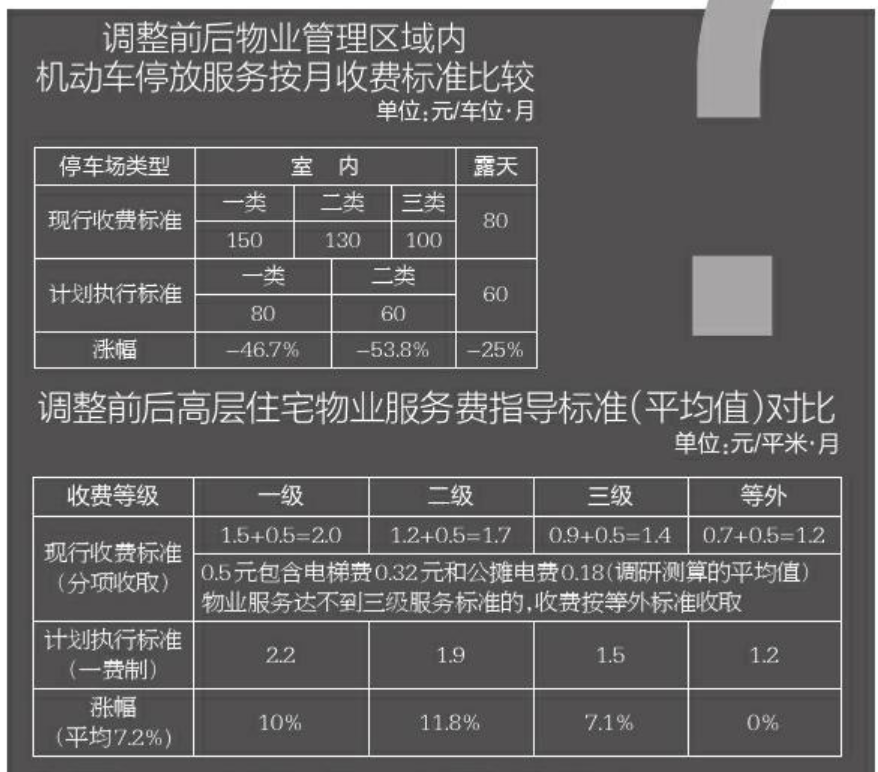 调整前后物业管理区域内
机动车停放服务按月收费标准比较
单位:元/车位·月
停车场类型 室 内 露天
现行收费标准 一类 二类 三类 80
150 130 100
计划执行标准 一类 二类 60
80 60
涨幅 -46.7% -53.8% -25%
调整前后高层住宅物业服务费指导标准(平均值)对比
单位:元/平米·月
收费等级 一级 二级 三级 等外
现行收费标准
(分项收取)
1.5+0.5=2.0 1.2+0.5=1.7 0.9+0.5=1.4 0.7+0.5=1.2
0.5元包含电梯费0.32元和公摊电费0.18(调研测算的平均值)
物业服务达不到三级服务标准的,收费按等外标准收取
计划执行标准
(一费制)
2.2 1.9 1.5 1.2
涨幅
(平均7.2%)
10% 11.8% 7.1% 0%